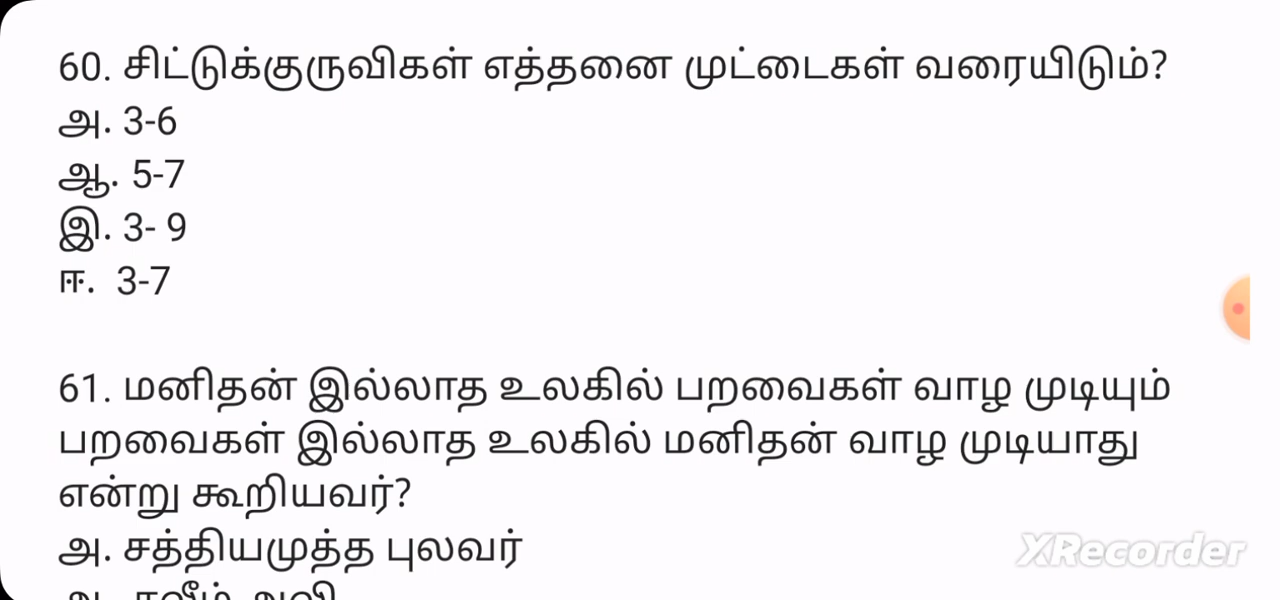 60. சிட்டுக்குருவிகள் எத்தனை முட்டைகள் வரையிடும்?
அ. 3-6
ஆ. 5-7
இ. 3- 9
ஈ. 3-7
61. மனிதன் இல்லாத உலகில் பறவைகள் வாழ முடியும்
பறவைகள் இல்லாத உலகில் மனிதன் வாழ முடியாது
என்று கூறியவர்?
அ. சத்தியமுத்த புலவர்
XRecorder